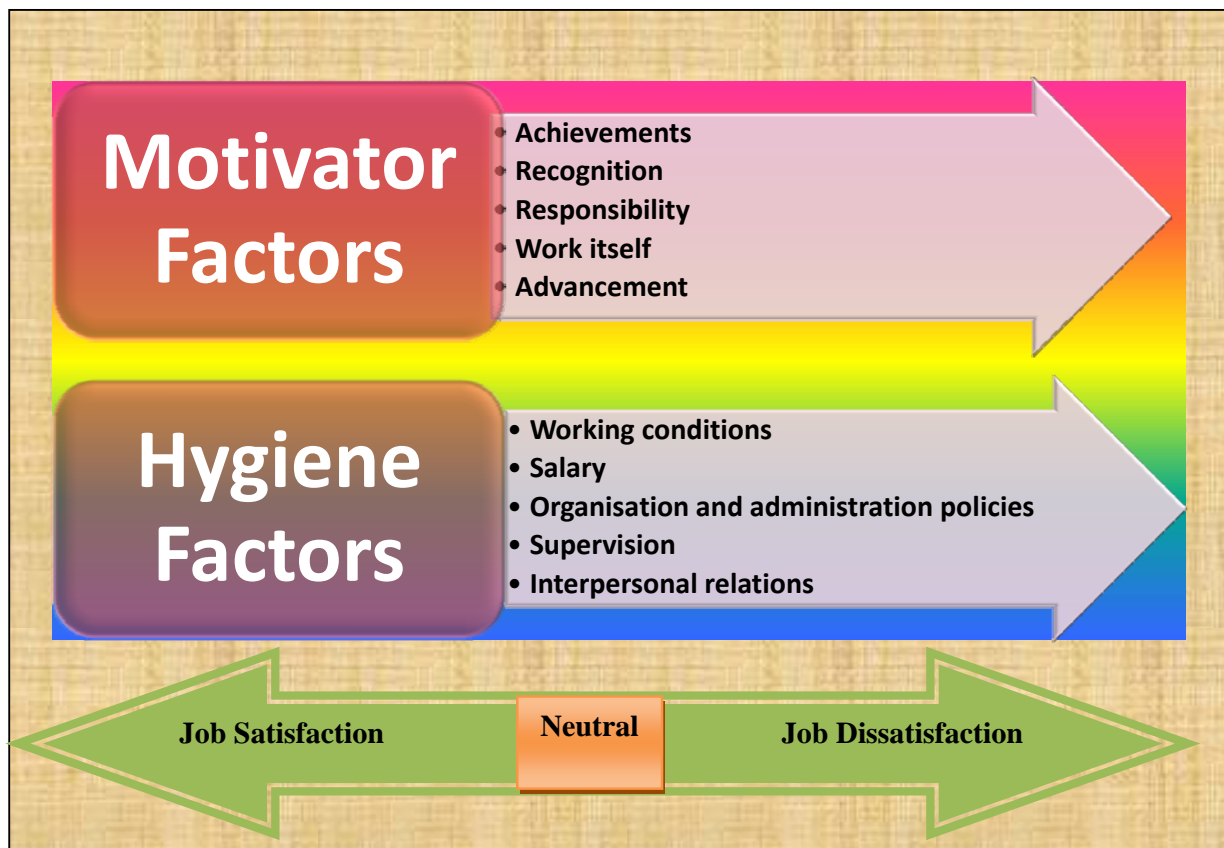 Motivator
Factors
• Achievements
• Recognition
• Responsibility
• Work itself
• Advancement
Hygiene
Factors
• Working conditions
• Salary
• Organisation and administration policies
• Supervision
• Interpersonal relations
Job Satisfaction
Neutral
Job Dissatisfaction